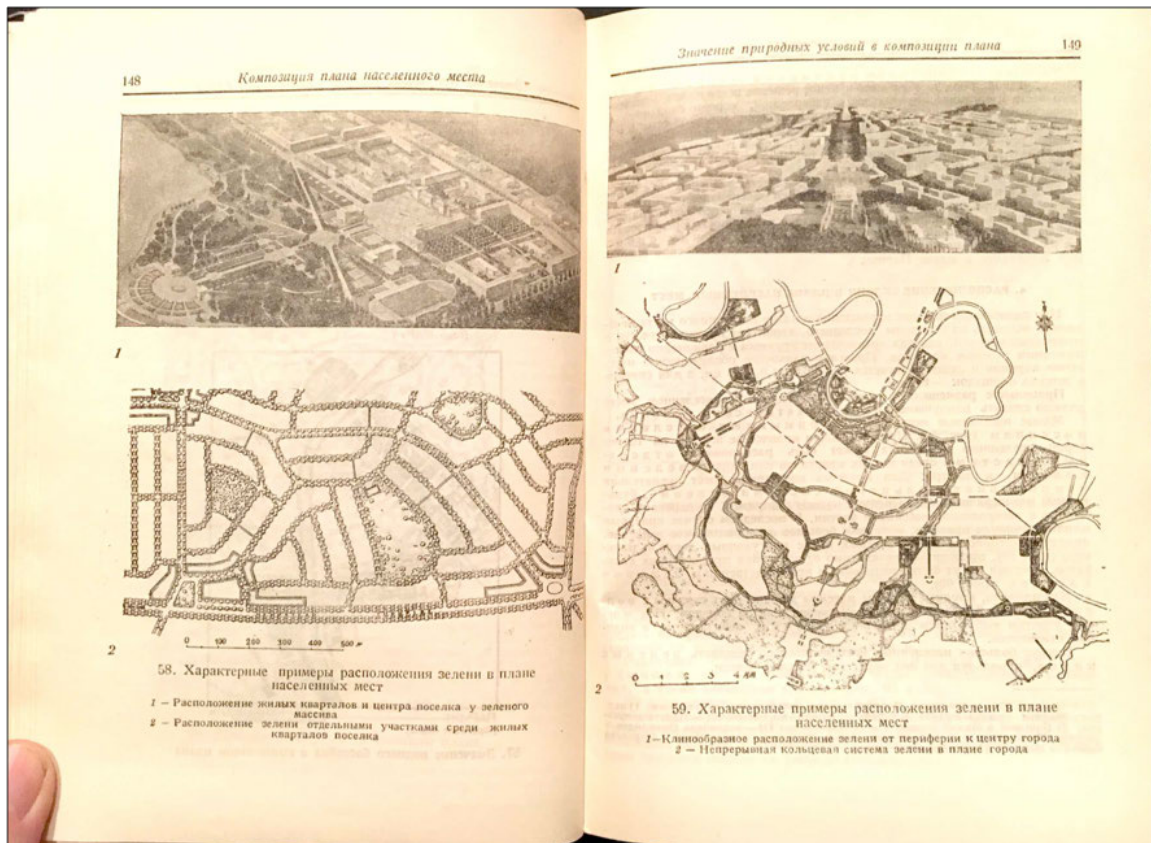 148
Композиция плана населенного места
1
0 100 200 300 400 500 м
2
58. Характерные примеры расположения зелени в плане
населенных мест
1 — Расположение жилых кварталов и центра поселка у зеленого
массива
2 — Расположение зелени отдельными участками среди жилых
кварталов поселка
Значение природных условий в композиции плана
149
1
0 1 2 3 4 км
2
59. Характерные примеры расположения зелени в плане
населенных мест
1—Клинообразное расположение зелени от периферии к центру города
2 — Непрерывная кольцевая система зелени в плане города